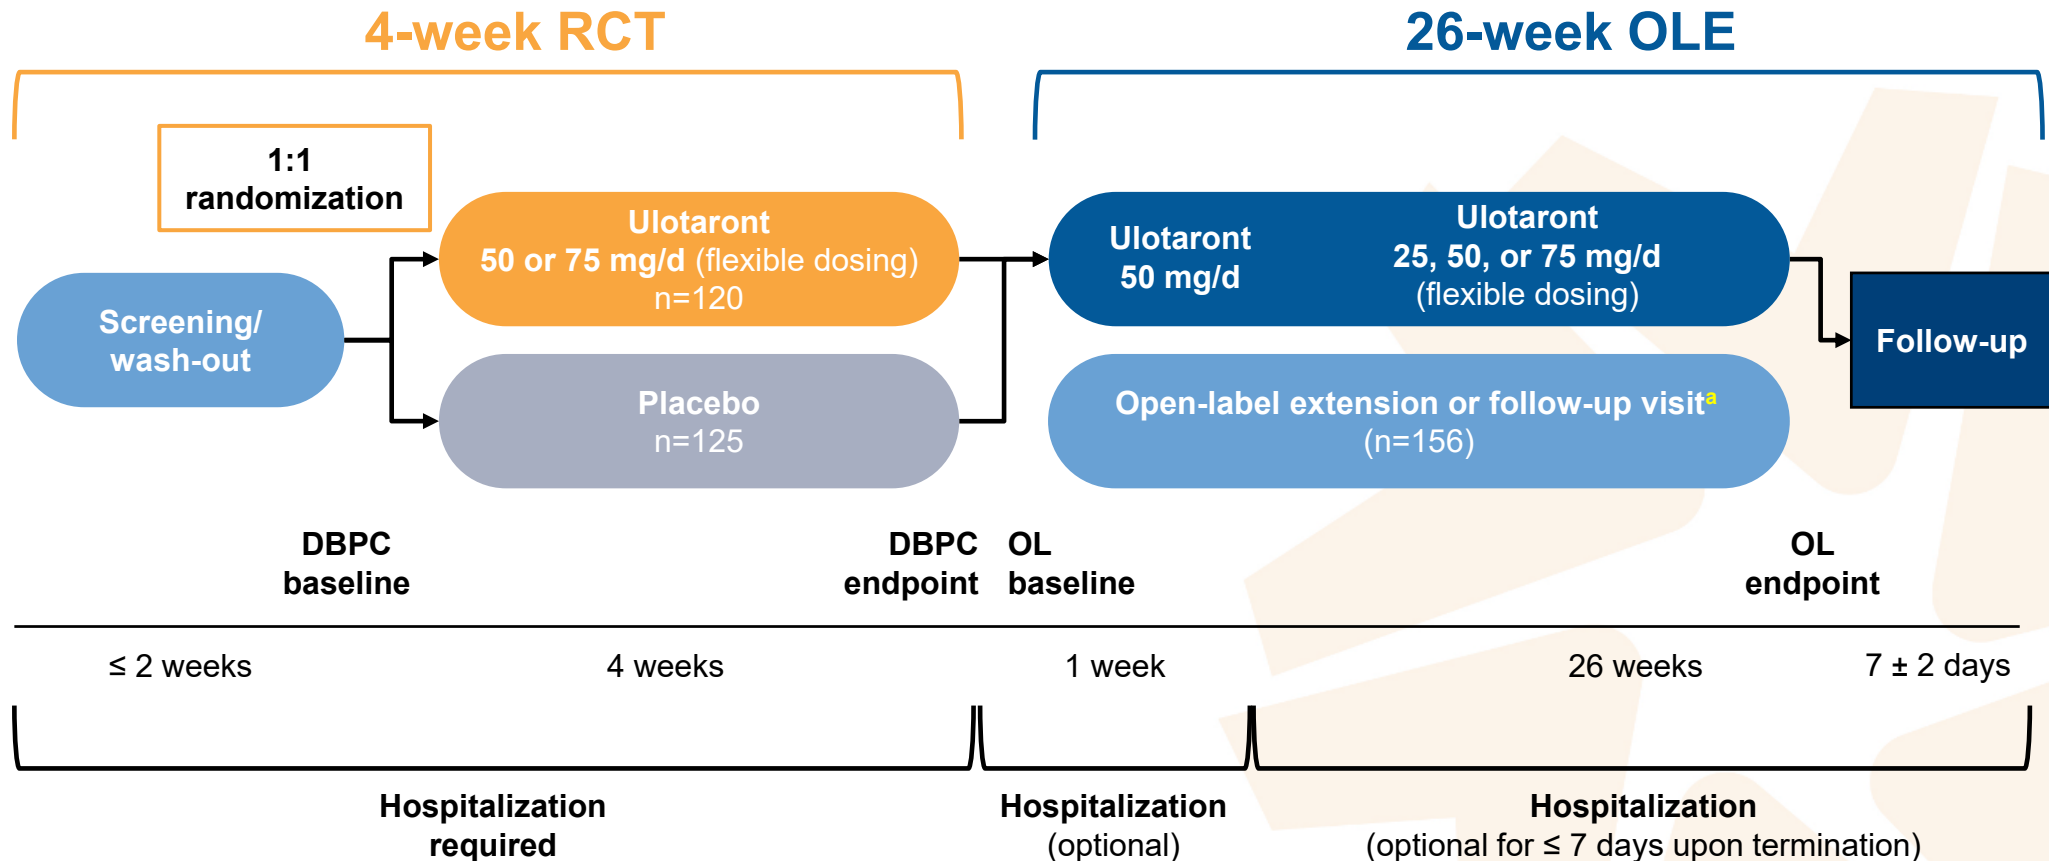 4-week RCT
26-week OLE
1:1
randomization
Screening/
wash-out
Ulotaront
50 or 75 mg/d (flexible dosing)
n=120
Placebo
n=125
Ulotaront
50 mg/d
Ulotaront
25, 50, or 75 mg/d
(flexible dosing)
Open-label extension or follow-up visitᵃ
(n=156)
Follow-up
DBPC
baseline
DBPC
endpoint
OL
baseline
OL
endpoint
≤ 2 weeks
4 weeks
1 week
26 weeks
7 ± 2 days
Hospitalization
required
Hospitalization
(optional)
Hospitalization
(optional for ≤ 7 days upon termination)